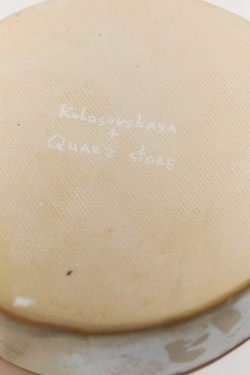 Kolosovskaya
+
QUARZ STORE